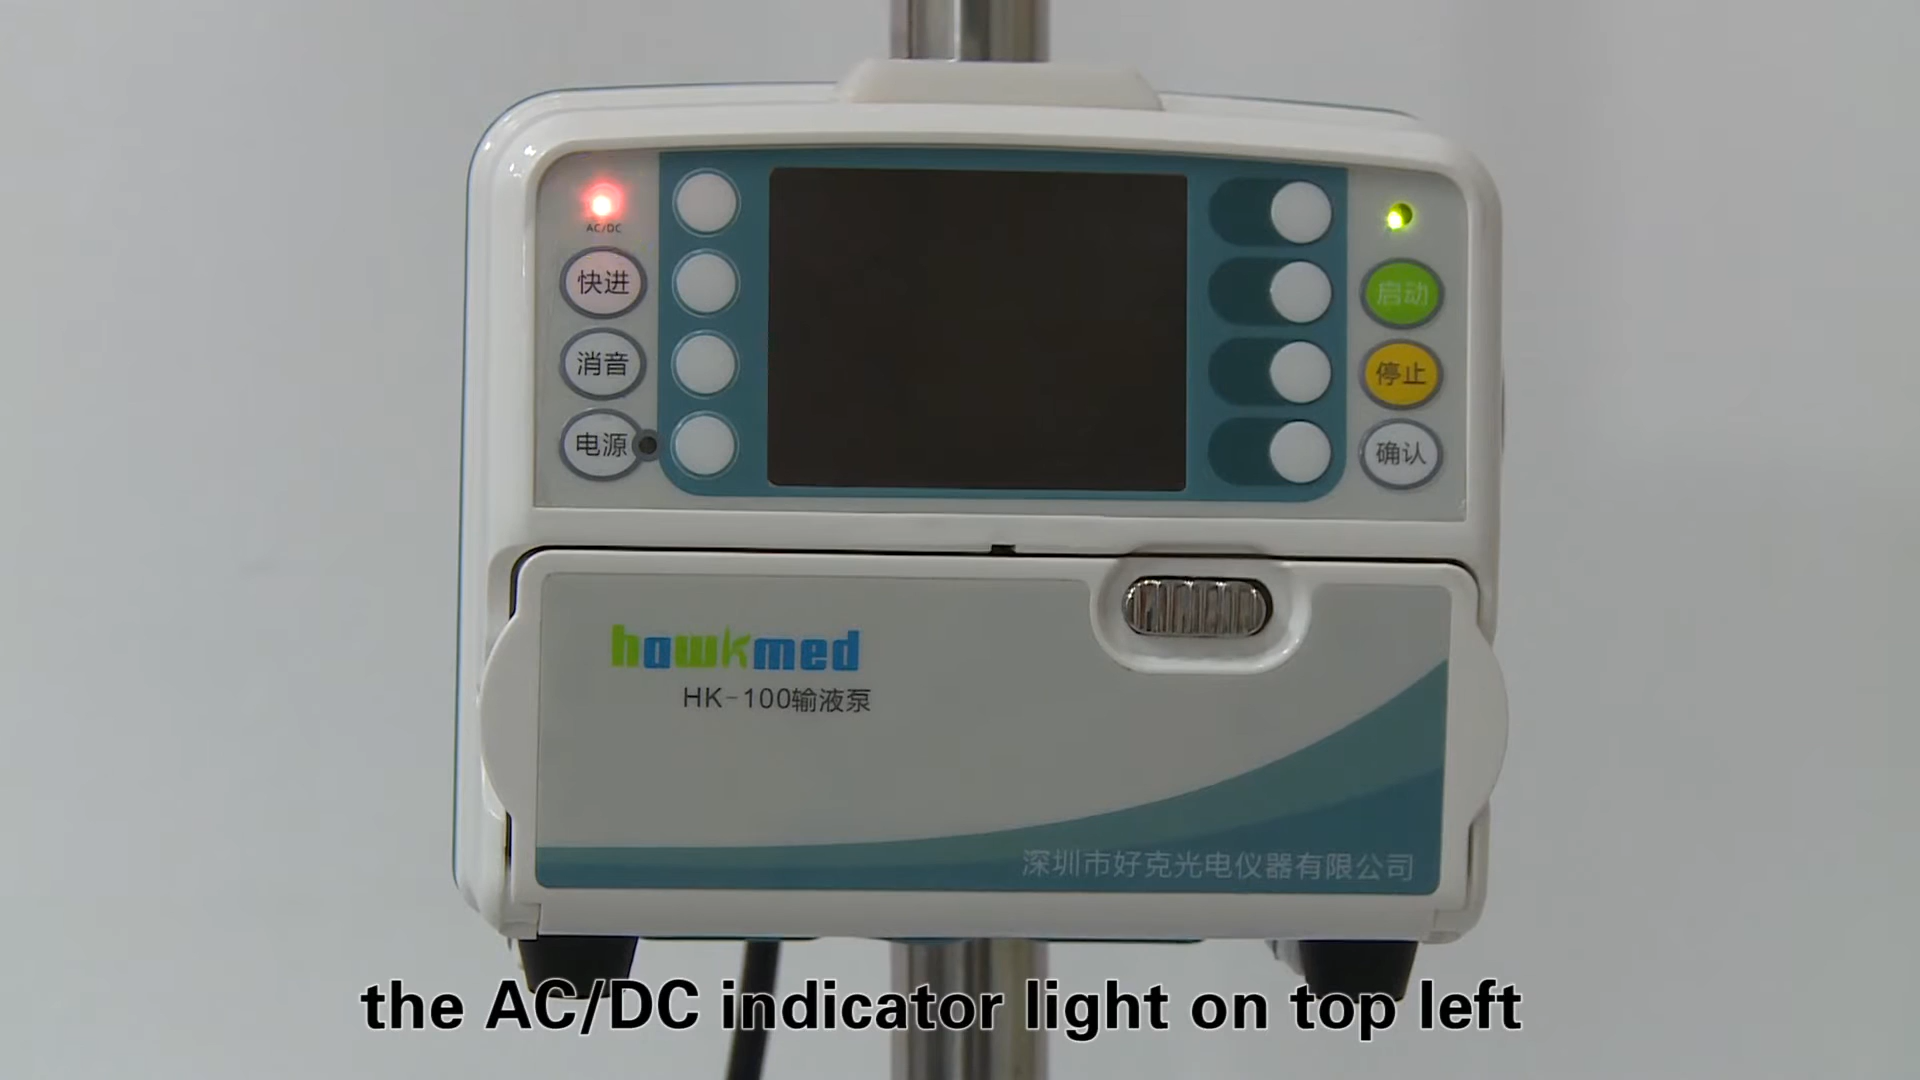 AC/DC
快进
消音
电源
启动
停止
确认
hawkmed
HK-100输液泵
深圳市好克光电仪器有限公司
the AC/DC indicator light on top left